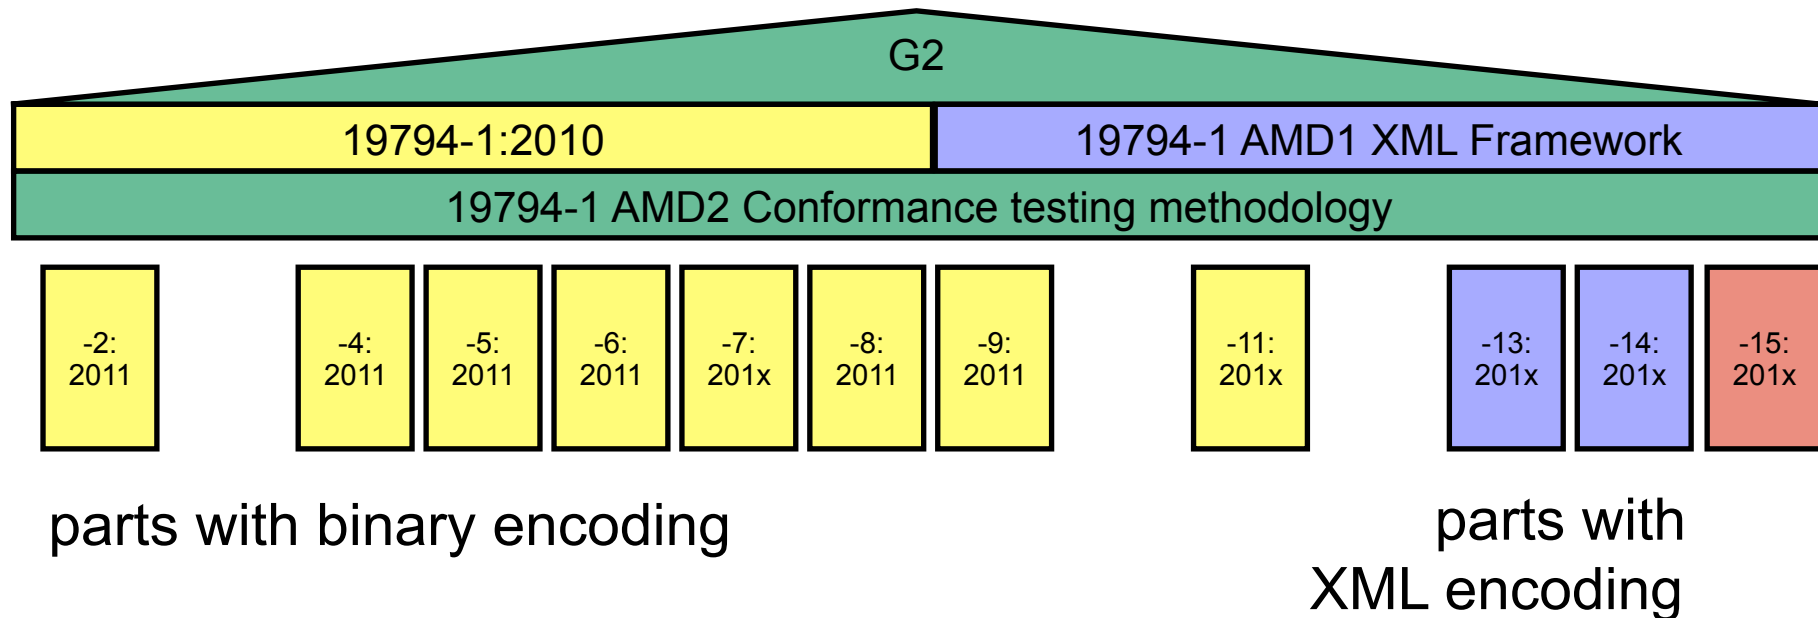 G2
19794-1:2010
19794-1 AMD1 XML Framework
19794-1 AMD2 Conformance testing methodology
-2:
2011
-4:
2011
-5:
2011
-6:
2011
-7:
201x
-8:
2011
-9:
2011
-11:
201x
-13:
201x
-14:
201x
-15:
201x
parts with binary encoding
parts with
XML encoding